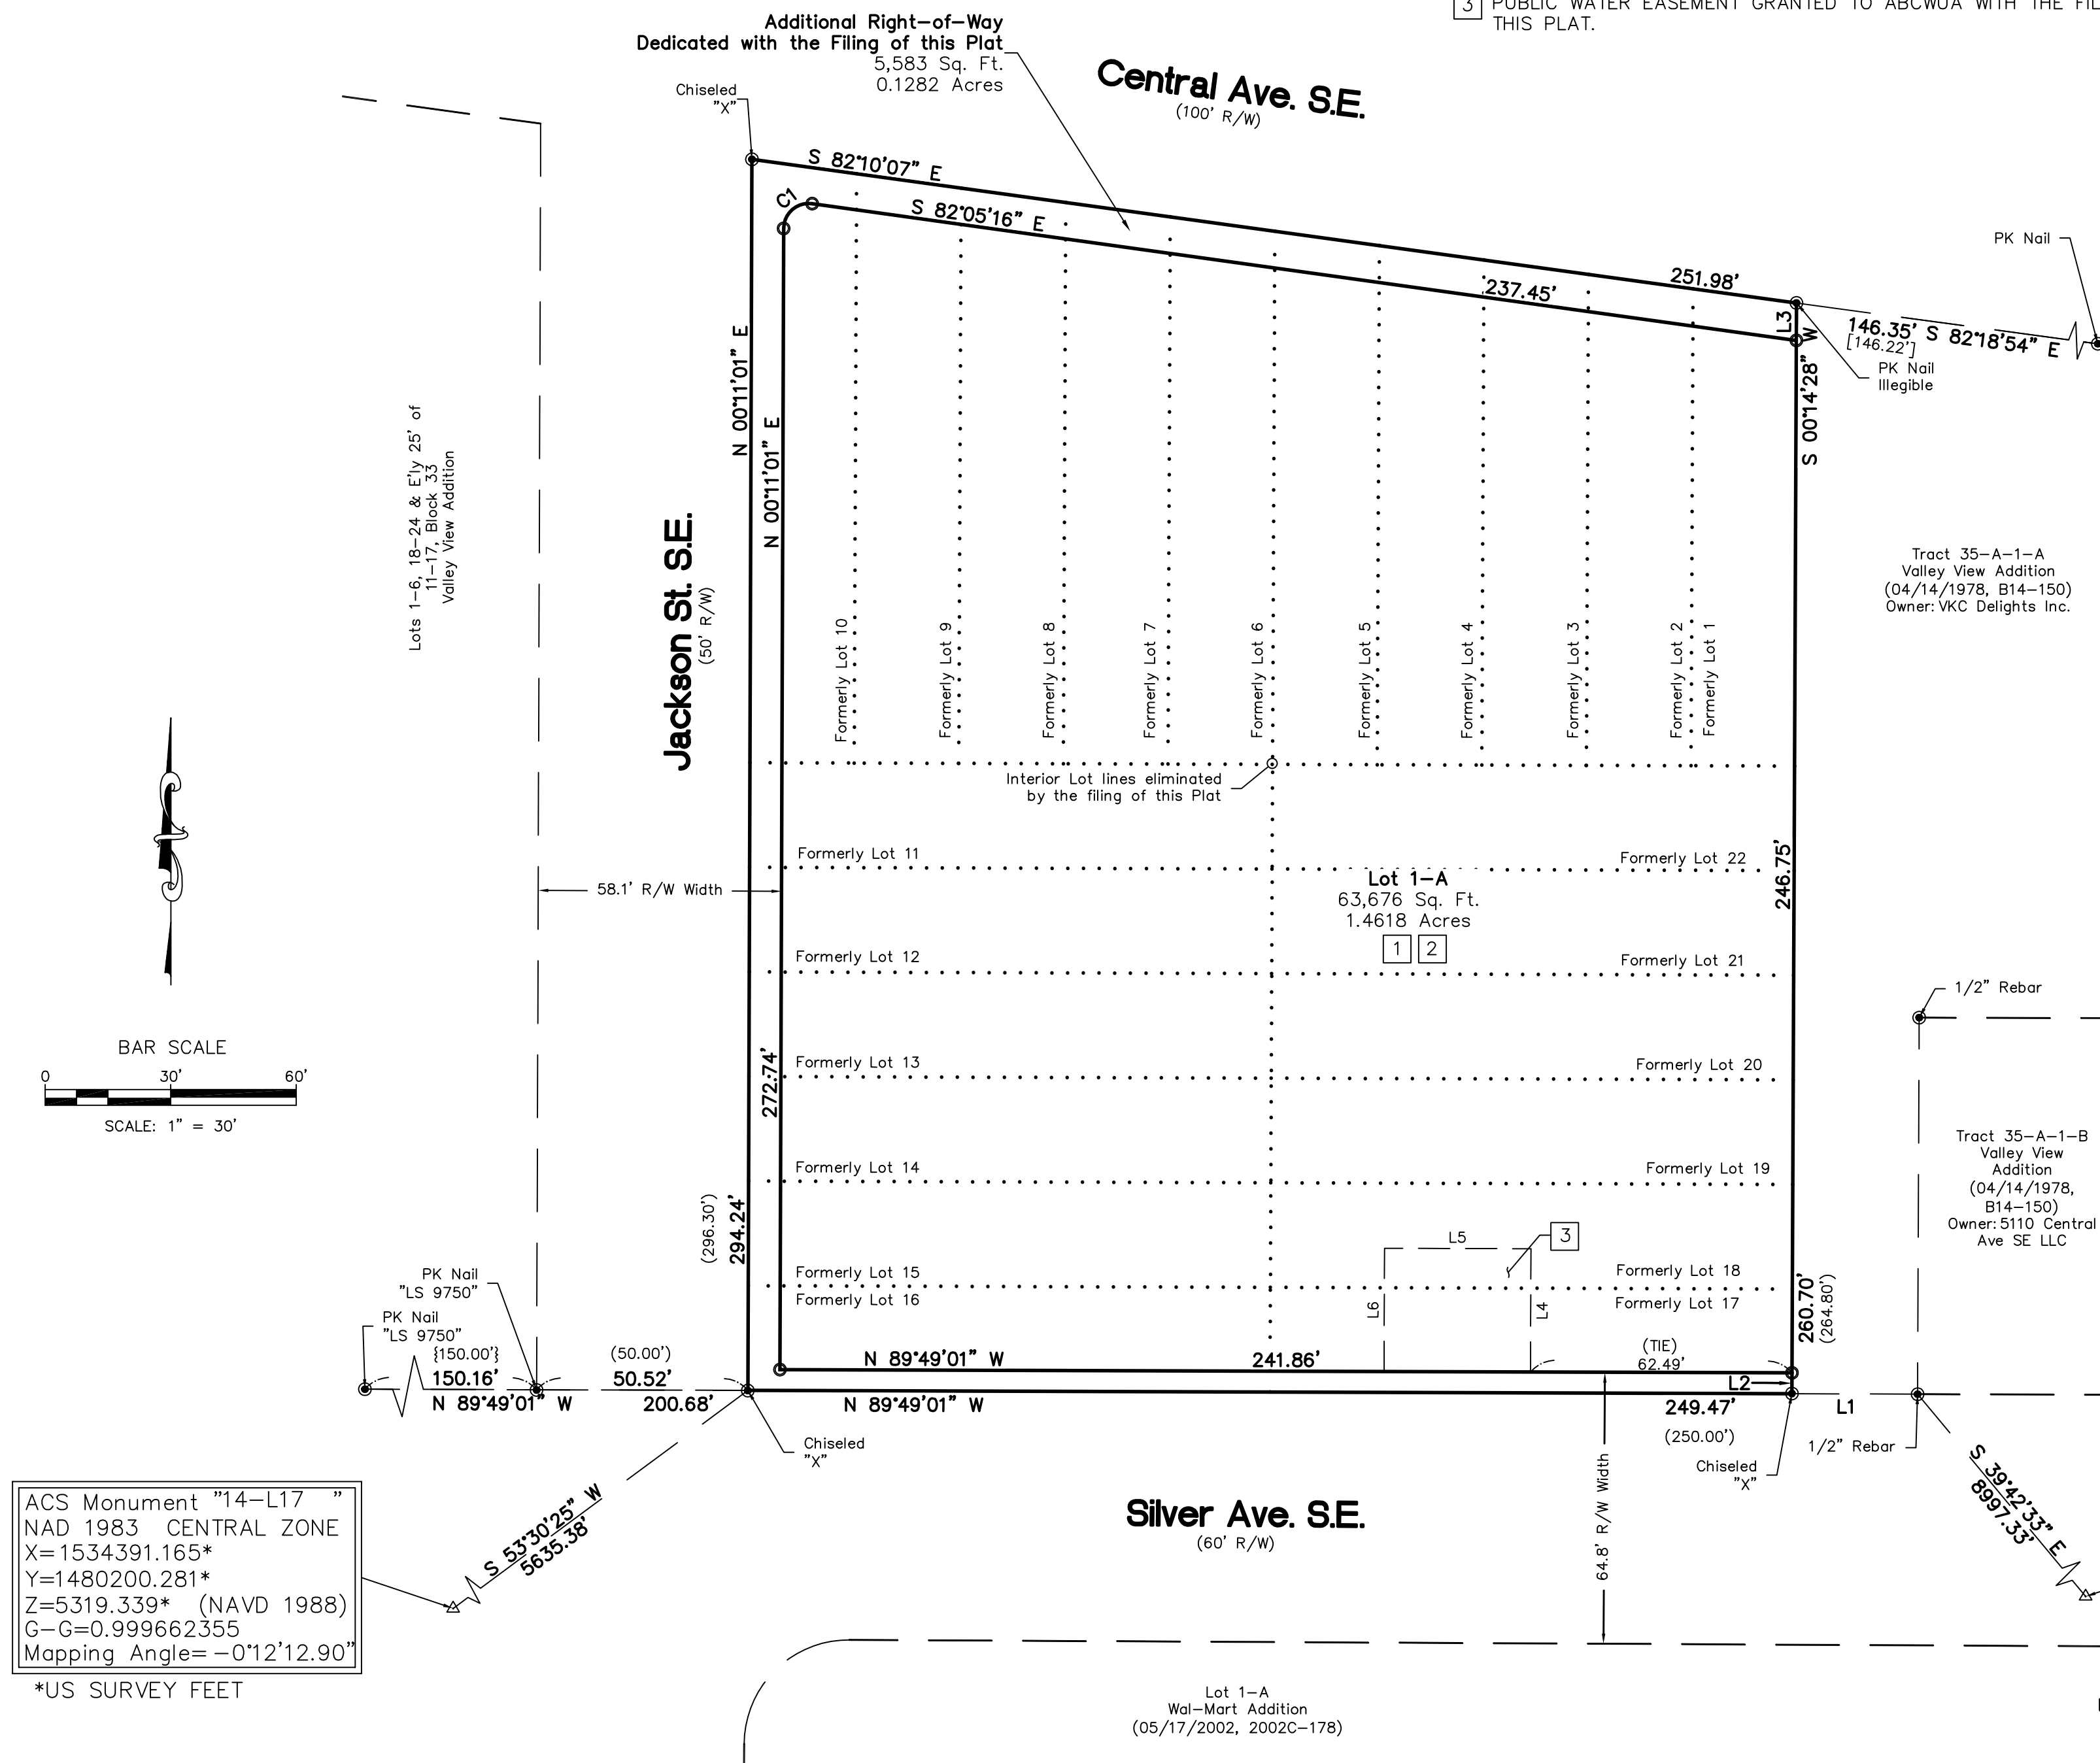 3 PUBLIC WATER EASEMENT GRANTED TO ABCWUA WITH THE
THIS PLAT.
Additional Right-of-Way
Dedicated with the Filing of this Plat
5,583 Sq. Ft.
0.1282 Acres
Central Ave. S.E.
(100' R/W)
Chiseled
"X"
S 82°10'07" E
251.98'
C1
S 82°05'16" E
237.45'
L3
PK Nail
146.35' S 82°18'54" E
[146.22']
PK Nail
Illegible
N 00°11'01" E
N 00°11'01" E
S 00°14'28" W
Lots 1-6, 18-24 & E'ly 25' of
11-17, Block 33
Valley View Addition
Jackson St. S.E.
(50' R/W)
Tract 35-A-1-A
Valley View Addition
(04/14/1978, B14-150)
Owner: VKC Delights Inc.
Formerly Lot 10
Formerly Lot 9
Formerly Lot 8
Formerly Lot 7
Formerly Lot 6
Formerly Lot 5
Formerly Lot 4
Formerly Lot 3
Formerly Lot 2
Formerly Lot 1
Interior Lot lines eliminated
by the filing of this Plat
Formerly Lot 11
Formerly Lot 22
58.1' R/W Width
Lot 1-A
63,676 Sq. Ft.
1.4618 Acres
1 2
246.75'
Formerly Lot 12
Formerly Lot 21
1/2" Rebar
BAR SCALE
0 30' 60'
SCALE: 1" = 30'
Formerly Lot 13
Formerly Lot 20
272.74'
Formerly Lot 14
Formerly Lot 19
Tract 35-A-1-B
Valley View
Addition
(04/14/1978,
B14-150)
Owner: 5110 Central
Ave SE LLC
(296.30')
294.24'
L5
3
Formerly Lot 15
Formerly Lot 18
Formerly Lot 16
Formerly Lot 17
L6
L4
260.70'
(264.80')
PK Nail
"LS 9750"
PK Nail
"LS 9750"
{150.00'}
150.16'
(50.00')
50.52'
N 89°49'01" W
200.68'
N 89°49'01" W
241.86'
(TIE)
62.49'
L2
N 89°49'01" W
249.47'
(250.00')
L1
Chiseled
"X"
Chiseled
"X"
1/2" Rebar
S 39°42'33" E
8997.33'
S 53°30'25" W
5635.38'
64.8' R/W Width
Silver Ave. S.E.
(60' R/W)
ACS Monument "14-L17 "
NAD 1983 CENTRAL ZONE
X=1534391.165*
Y=1480200.281*
Z=5319.339* (NAVD 1988)
G-G=0.999662355
Mapping Angle= -0°12'12.90"
*US SURVEY FEET
Lot 1-A
Wal-Mart Addition
(05/17/2002, 2002C-178)